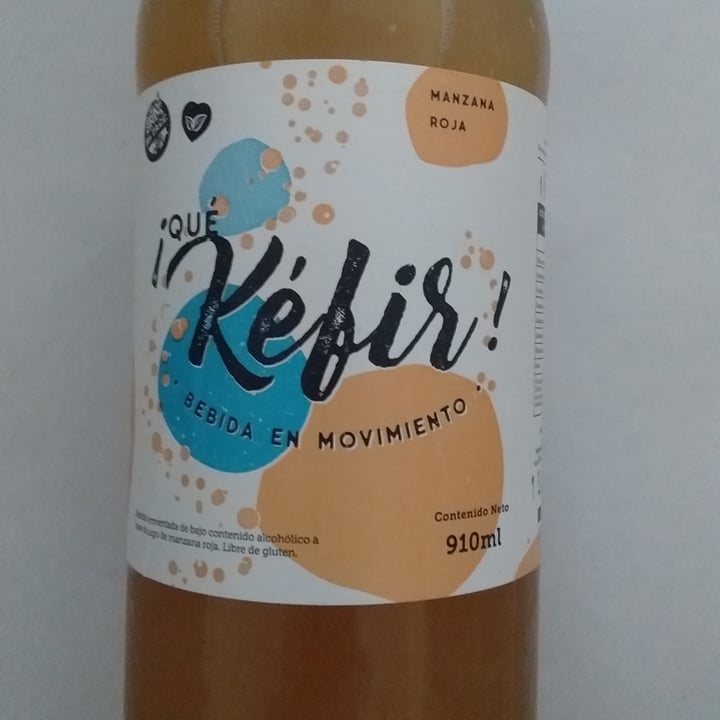 MANZANA
ROJA
¡QUÉ
Kéfir!
BEBIDA EN MOVIMIENTO
fermentada de bajo contenido alcohólico a
jugo de manzana roja. Libre de gluten.
Contenido Neto
910ml